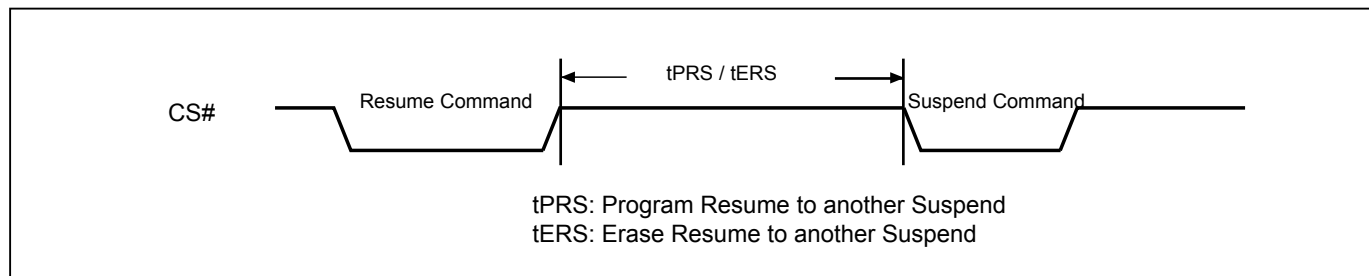 tPRS / tERS
Resume Command
Suspend Command
CS#
tPRS: Program Resume to another Suspend
tERS: Erase Resume to another Suspend